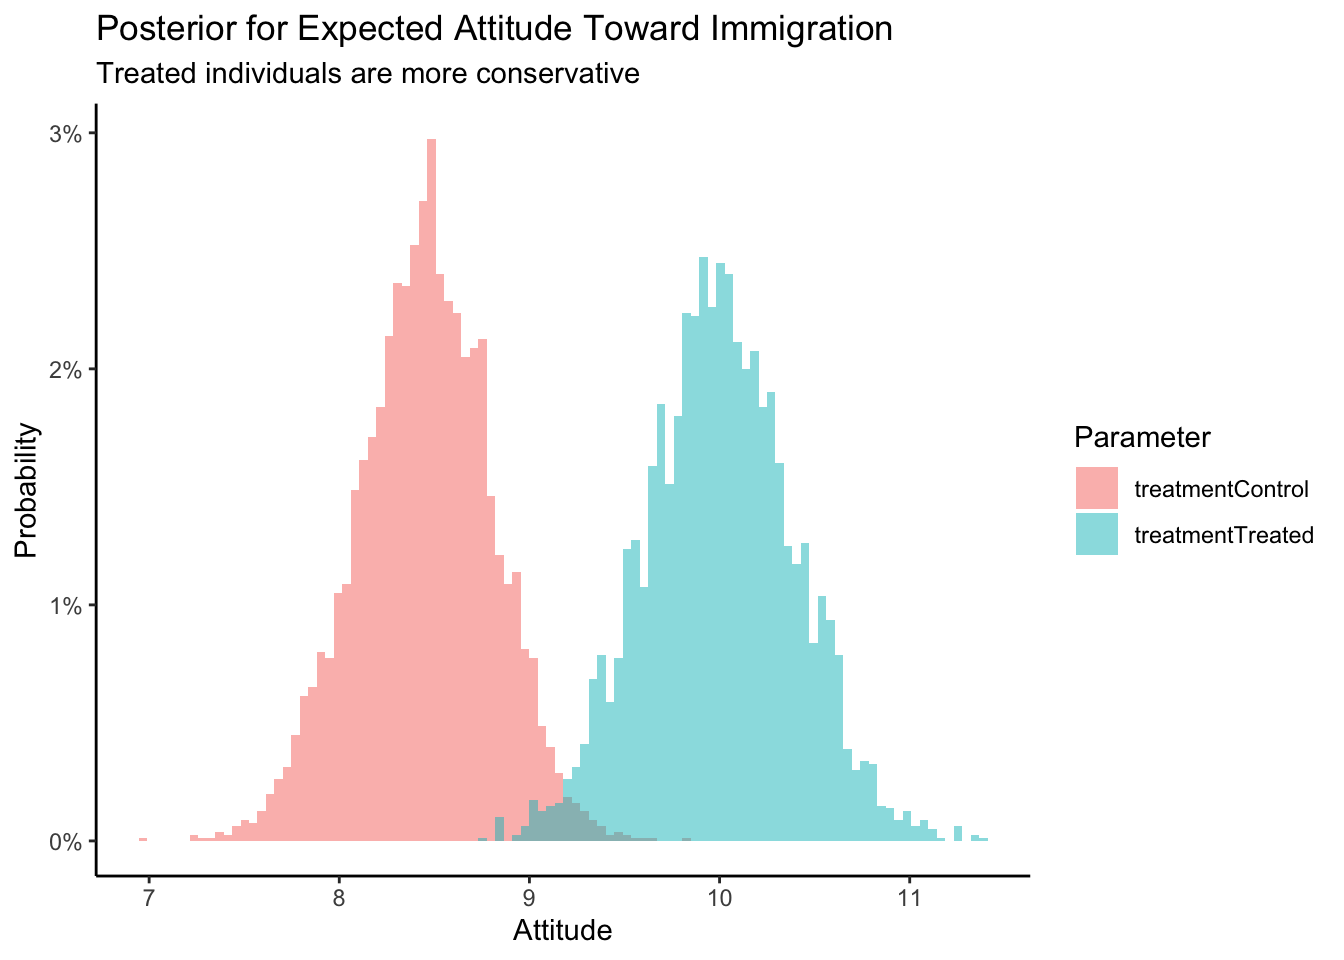 Posterior for Expected Attitude Toward Immigration
Treated individuals are more conservative
3%
2%
1%
0%
Probability
7 8 9 10 11
Attitude
Parameter
treatmentControl
treatmentTreated